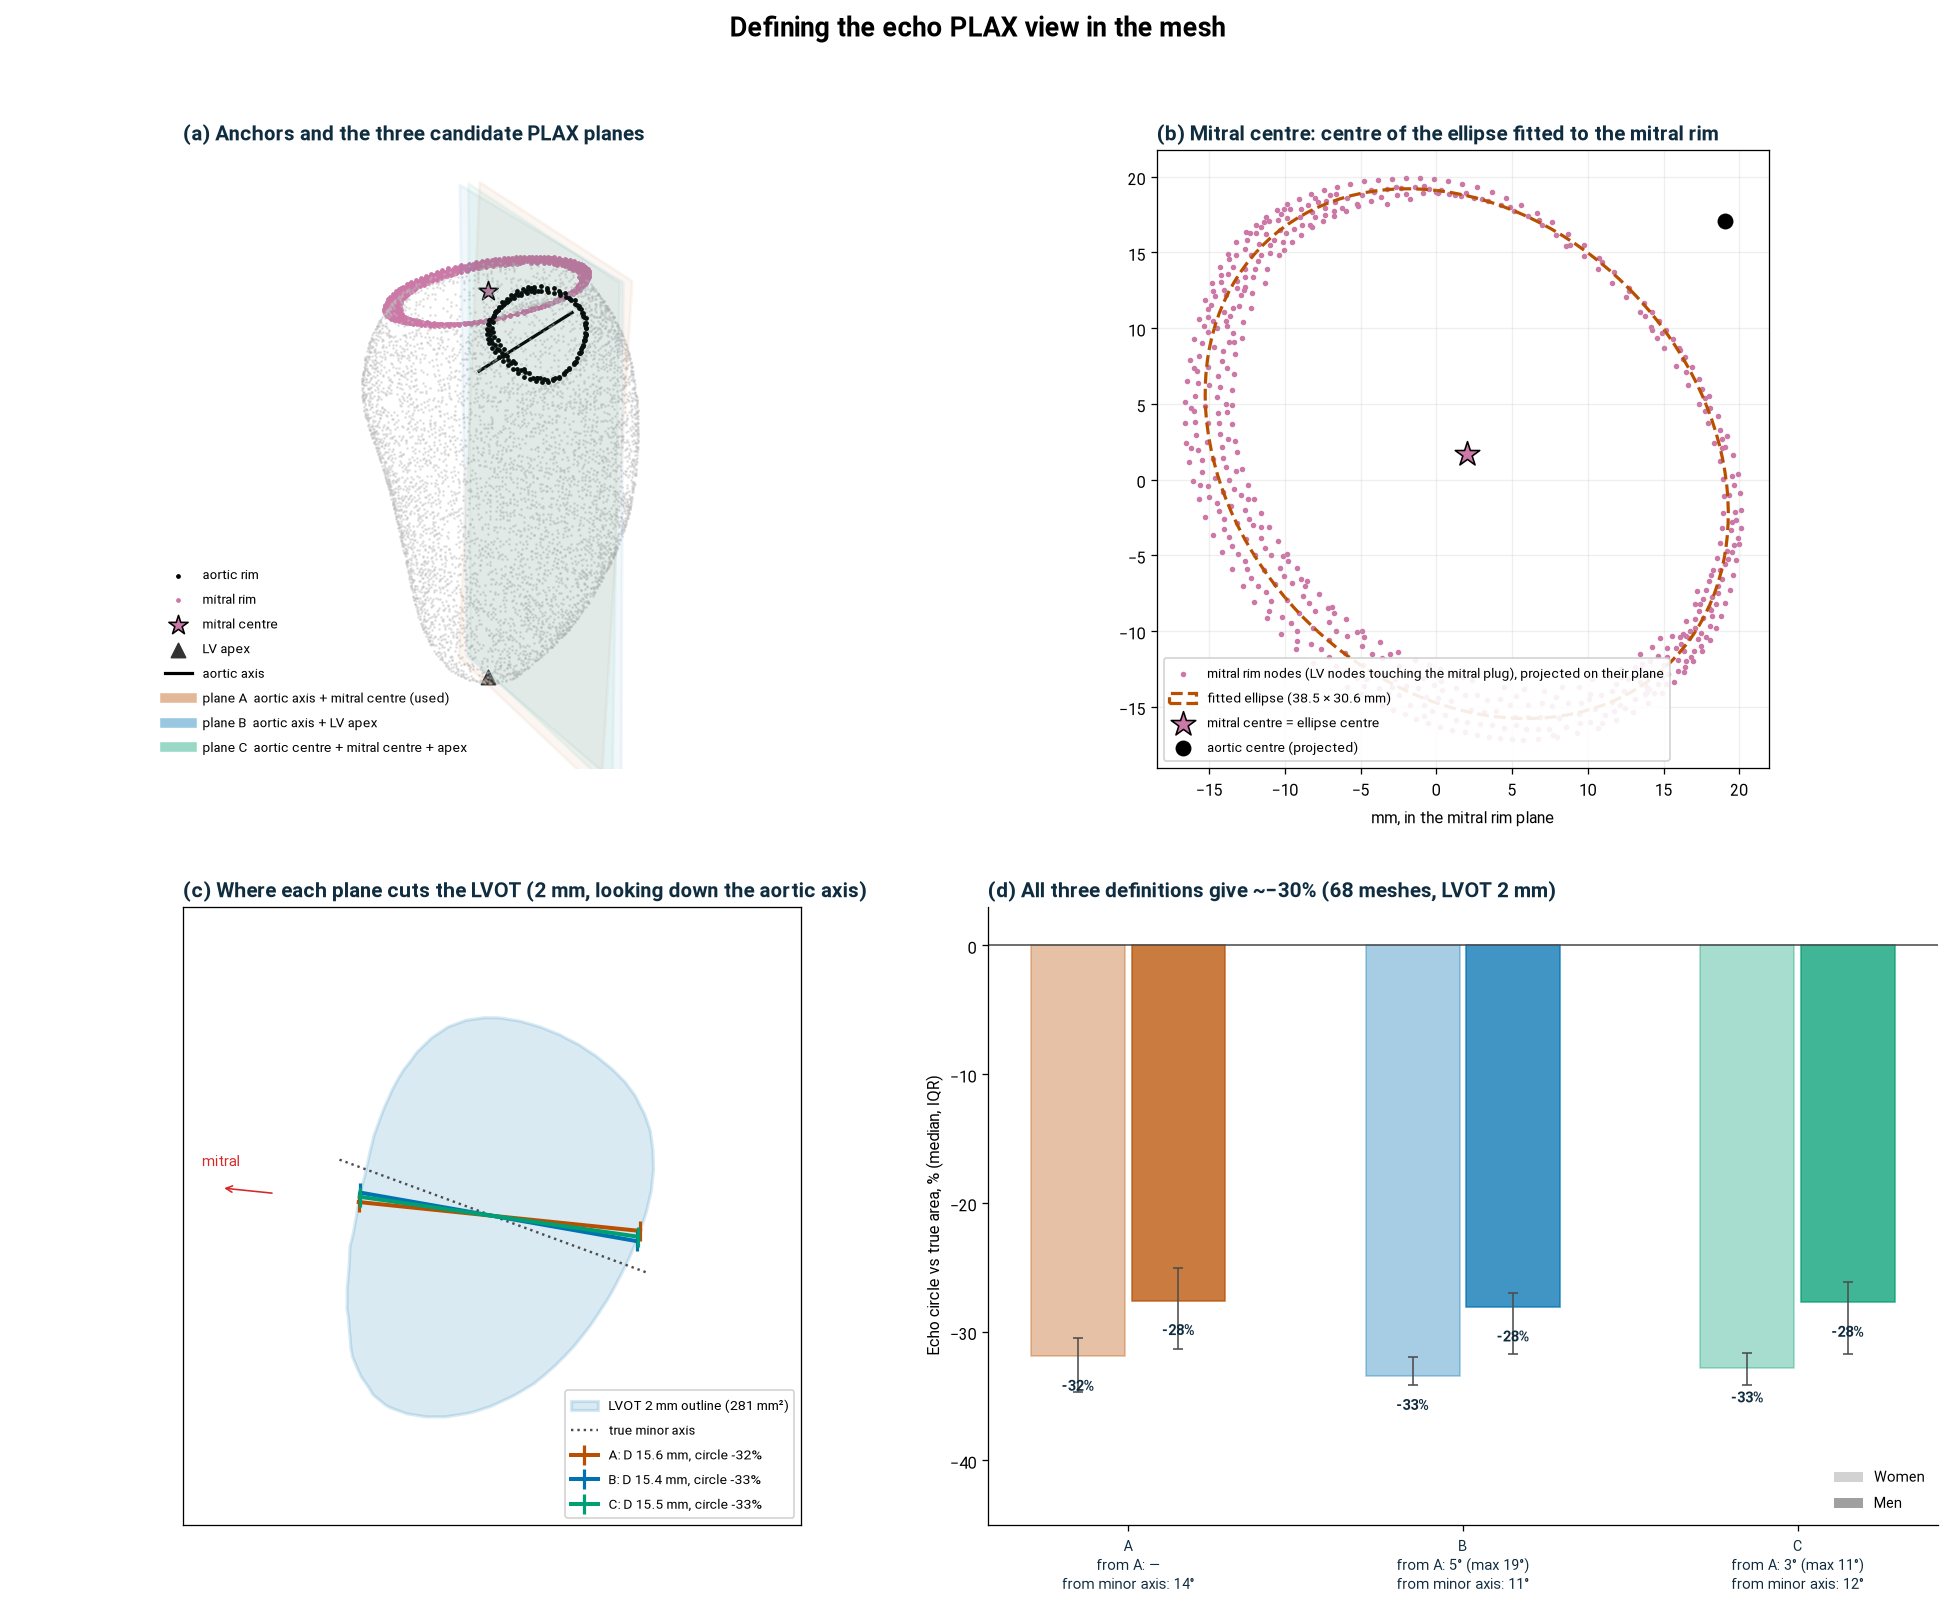 Defining the echo PLAX view in the mesh
(a) Anchors and the three candidate PLAX planes
aortic rim
mitral rim
mitral centre
LV apex
aortic axis
plane A  aortic axis + mitral centre (used)
plane B  aortic axis + LV apex
plane C  aortic centre + mitral centre + apex
(b) Mitral centre: centre of the ellipse fitted to the mitral rim
20
15
10
5
0
−5
−10
−15
mitral rim nodes (LV nodes touching the mitral plug), projected on their plane
fitted ellipse (38.5 × 30.6 mm)
mitral centre = ellipse centre
aortic centre (projected)
−15 −10 −5 0 5 10 15 20
mm, in the mitral rim plane
(c) Where each plane cuts the LVOT (2 mm, looking down the aortic axis)
mitral
LVOT 2 mm outline (281 mm²)
true minor axis
A: D 15.6 mm, circle -32%
B: D 15.4 mm, circle -33%
C: D 15.5 mm, circle -33%
(d) All three definitions give ~−30% (68 meshes, LVOT 2 mm)
Echo circle vs true area, % (median, IQR)
0
−10
−20
−30
−40
-32% -28% -33% -28% -33% -28%
Women
Men
A B C
from A: — from A: 5° (max 19°) from A: 3° (max 11°)
from minor axis: 14° from minor axis: 11° from minor axis: 12°